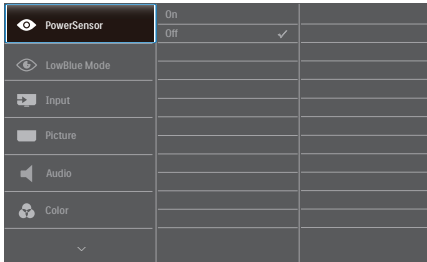 PowerSensor
On
Off
LowBlue Mode
Input
Picture
Audio
Color